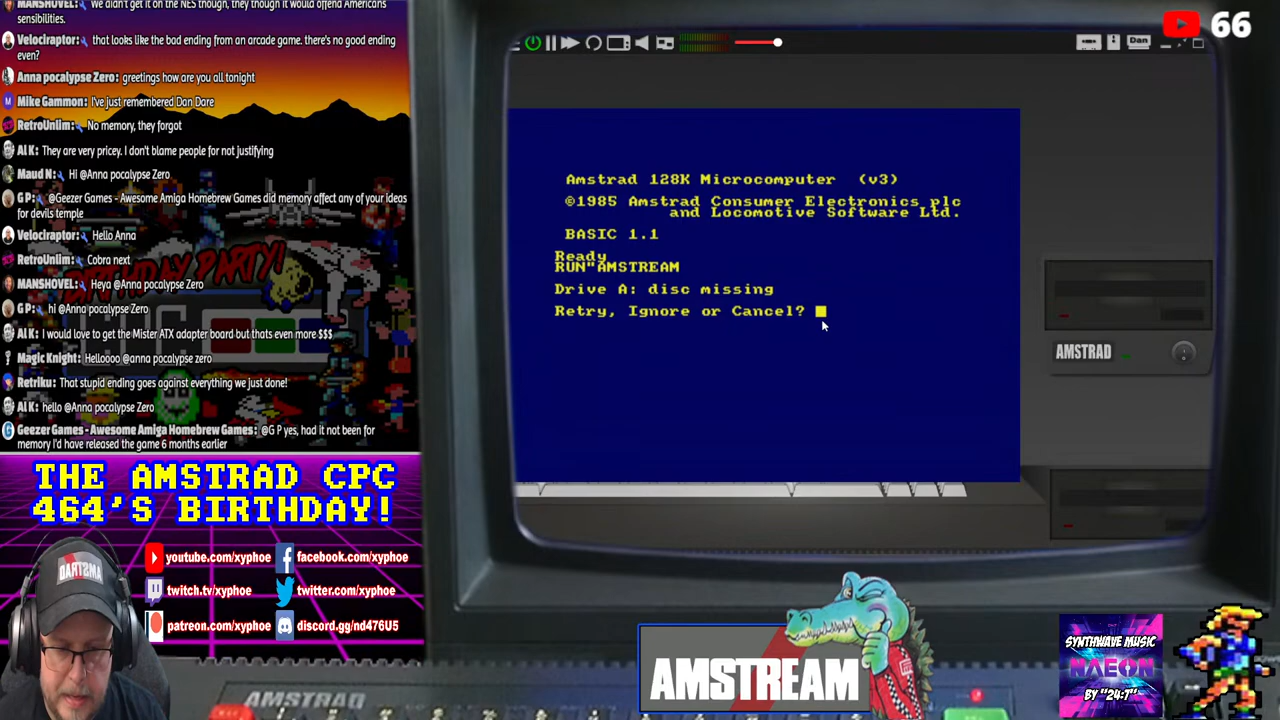 MANSHOVEL: We didn't get it on the NES though, they though it would offend Americans
sensibilities.
Velociraptor: that looks like the bad ending from an arcade game. there's no good ending
even?
Anna pocalypse Zero: greetings how are you all tonight
Mike Gammon: I've just remembered Dan Dare
RetroUnlim: No memory, they forgot
Al K: They are very pricey. I don't blame people for not justifying
Maud N: Hi @Anna pocalypse Zero
G P: @Geezer Games - Awesome Amiga Homebrew Games did memory affect any of your ideas
for devils temple
Velociraptor: Hello Anna
RetroUnlim: Cobra next
MANSHOVEL: Heya @Anna pocalypse Zero
G P: hi @Anna pocalypse Zero
Al K: I would love to get the Mister ATX adapter board but thats even more $$$
Magic Knight: Helloooo @anna pocalypse zero
Retriku: That stupid ending goes against everything we just done!
Al K: hello @Anna pocalypse Zero
Geezer Games - Awesome Amiga Homebrew Games: @G P yes, had it not been for
memory I'd have released the game 6 months earlier
BIRTHDAY PARTY!
THE AMSTRAD CPC
464'S BIRTHDAY!
youtube.com/xyphoe
facebook.com/xyphoe
twitch.tv/xyphoe
twitter.com/xyphoe
patreon.com/xyphoe
discord.gg/nd476U5
66
Dan
Amstrad 128K Microcomputer (v3)
©1985 Amstrad Consumer Electronics plc
and Locomotive Software Ltd.
BASIC 1.1
Ready
RUN"AMSTREAM
Drive A: disc missing
Retry, Ignore or Cancel?
AMSTRAD
AMSTRAD
AMSTRAD
AMSTREAM
SYNTHWAVE MUSIC
NAEON
BY "24:7"